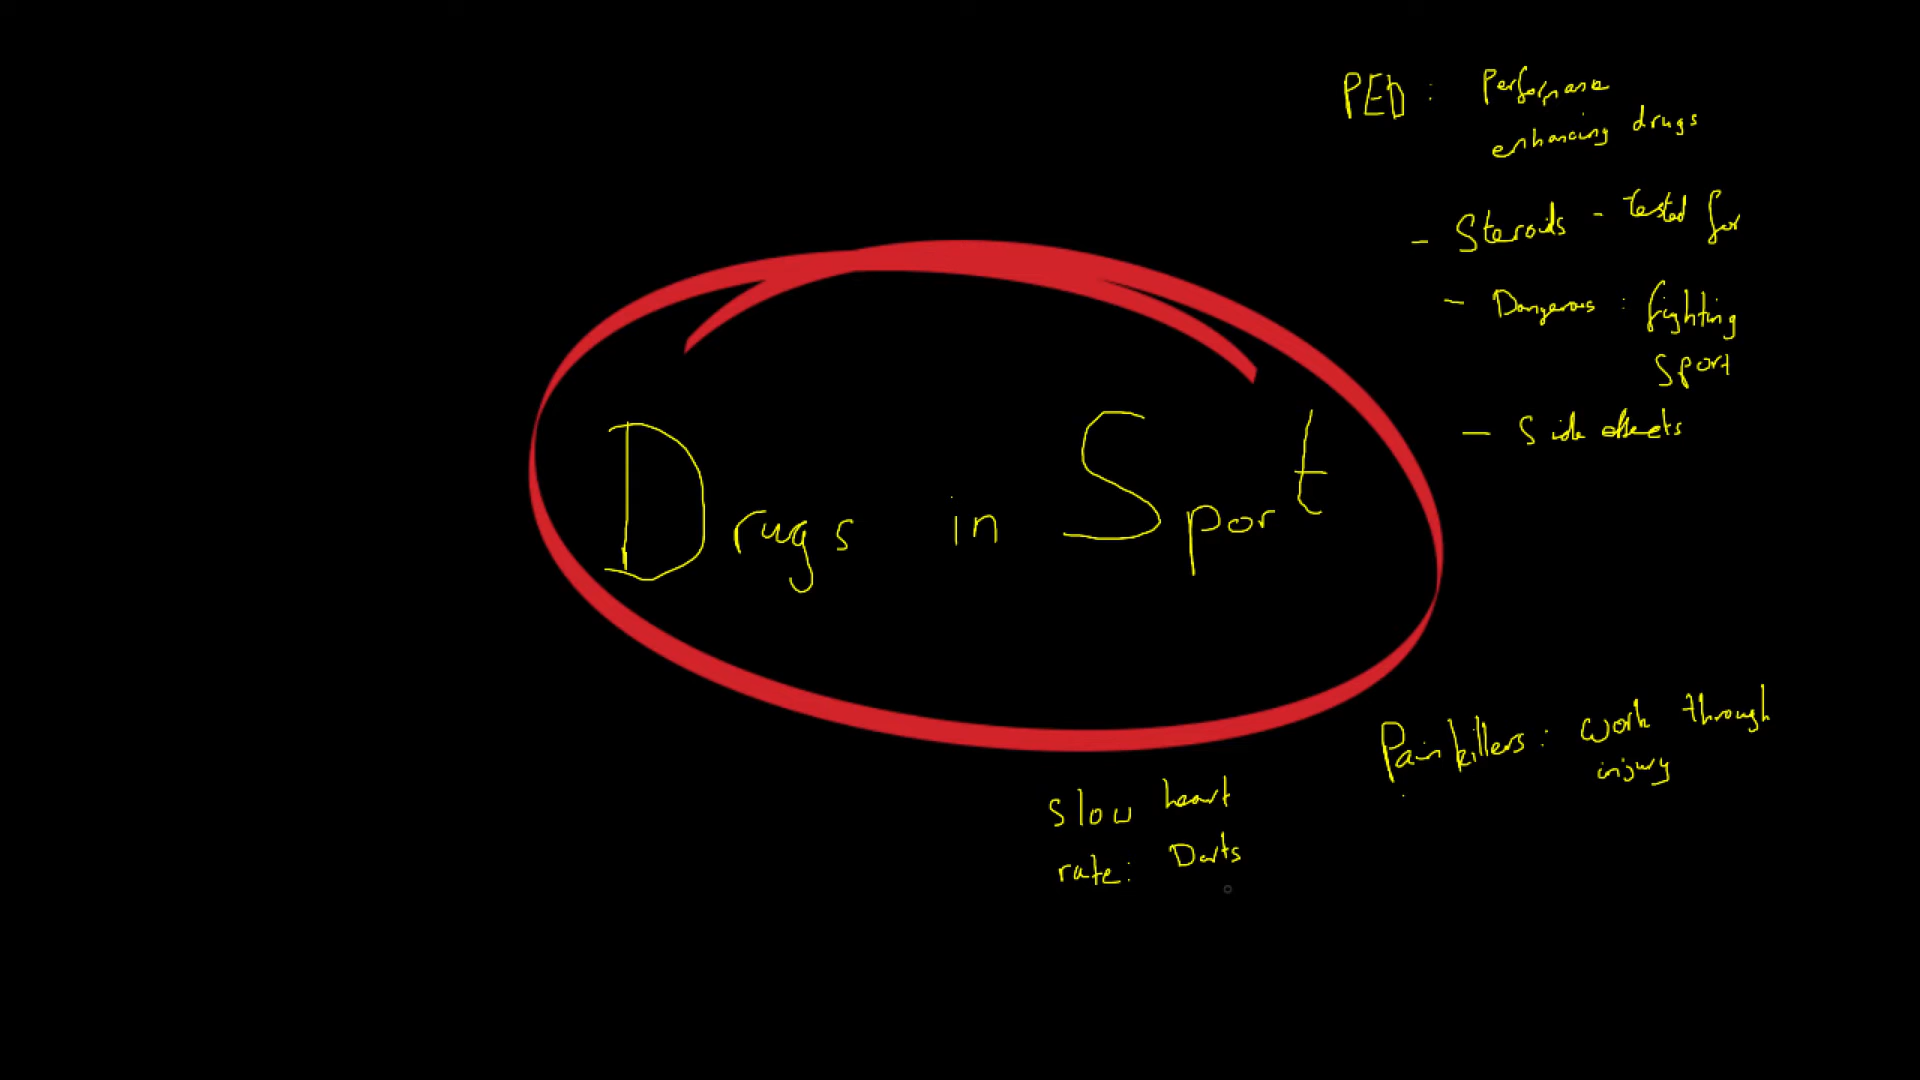 PED : Performance
enhancing drugs
- Steroids - tested for
- Dangerous : fighting
sport
- Side effects
Drugs in Sport
Painkillers : work through
injury
Slow heart
rate : Darts